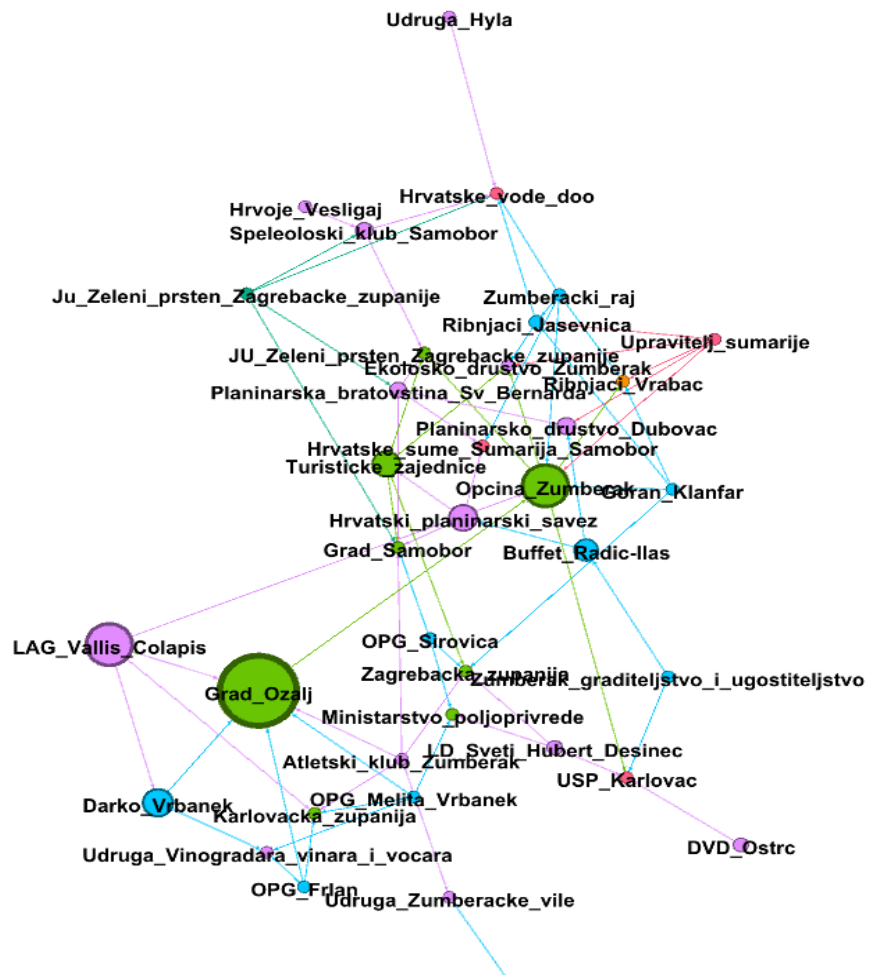 Udruga_Hyla
Hrvatske_vode_doo
Hrvoje_Vesligaj
Speleoloski_klub_Samobor
Ju_Zeleni_prsten_Zagrebacke_zupanije
Zumberacki_raj
Ribnjaci_Jasevnica
Upravitelj_sumarije
JU_Zeleni_prsten_Zagrebacke_zupanije
Ekolosko_drustvo_Zumberak
Ribnjaci_Vrabac
Planinarska_bratovstina_Sv_Bernarda
Planinarsko_drustvo_Dubovac
Hrvatske_sume_Sumarija_Samobor
Turisticke_zajednice
Opcina_Zumberak
Goran_Klanfar
Hrvatski_planinarski_savez
Grad_Samobor
Buffet_Radic-Ilas
OPG_Sirovica
LAG_Vallis_Colapis
Zagrebacka_zupanija
Zumberak_graditeljstvo_i_ugostiteljstvo
Grad_Ozalj
Ministarstvo_poljoprivrede
LD_Sveti_Hubert_Desinec
Atletski_klub_Zumberak
USP_Karlovac
OPG_Melita_Vrbanek
Darko_Vrbanek
Karlovacka_zupanija
DVD_Ostrc
Udruga_Vinogradara_vinara_i_vocara
OPG_Frlan
Udruga_Zumberacke_vile